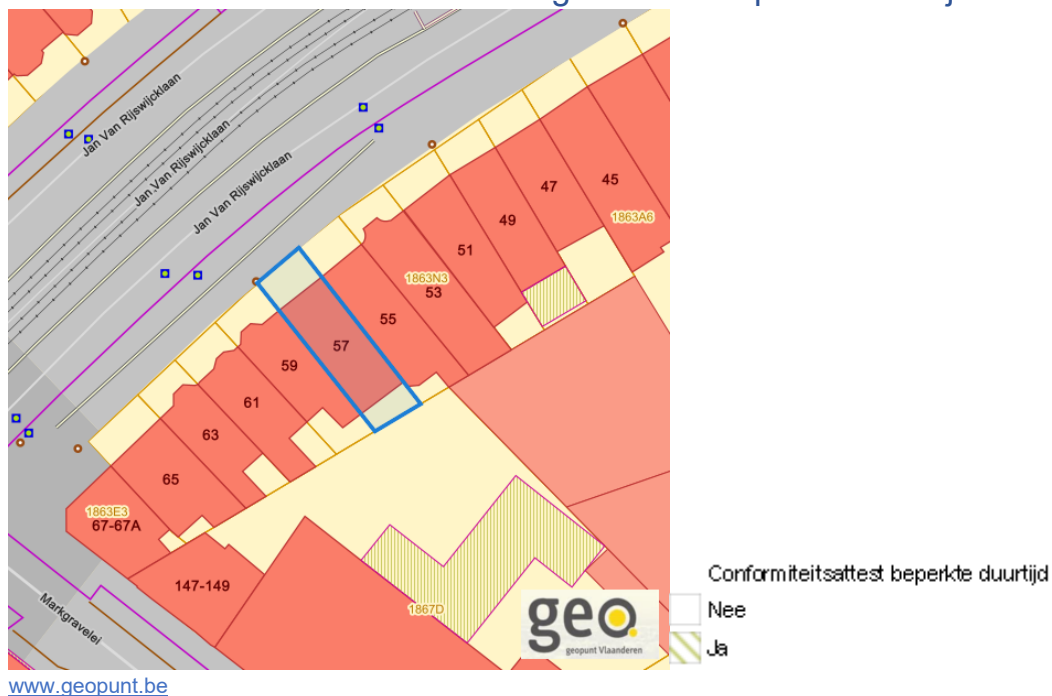 Jan Van Rijswijcklaan
Jan Van Rijswijcklaan
Jan Van Rijswijcklaan
45
1863A6
47
49
51
1863N3
53
55
57
59
61
63
65
1863E3
67-67A
147-149
1867D
Markgravelei
geo.
geopunt Vlaanderen
Conformiteitsattest beperkte duurtijd
Nee
Ja
www.geopunt.be